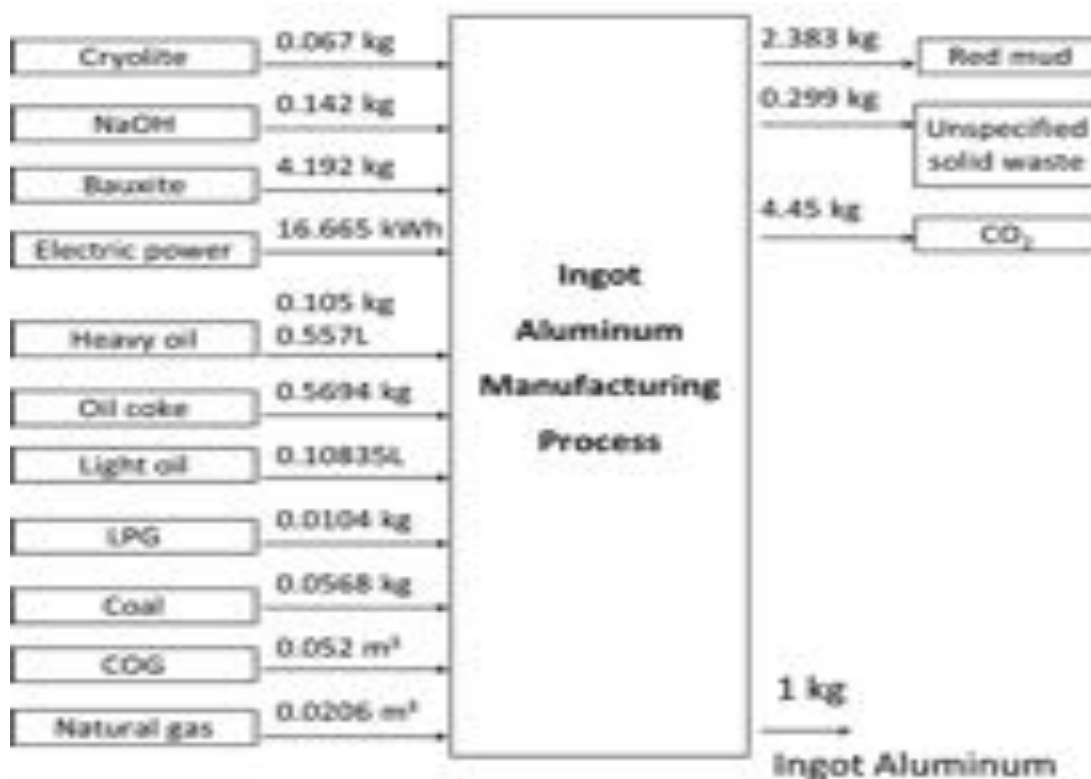 Cryolite
0.067 kg
NaOH
0.142 kg
Bauxite
4.192 kg
Electric power
16.665 kWh
Heavy oil
0.105 kg
0.557L
Oil coke
0.5694 kg
Light oil
0.10835L
LPG
0.0104 kg
Coal
0.0568 kg
COG
0.052 m³
Natural gas
0.0206 m³
Ingot
Aluminum
Manufacturing
Process
2.383 kg
Red mud
0.299 kg
Unspecified
solid waste
4.45 kg
CO₂
1 kg
Ingot Aluminum